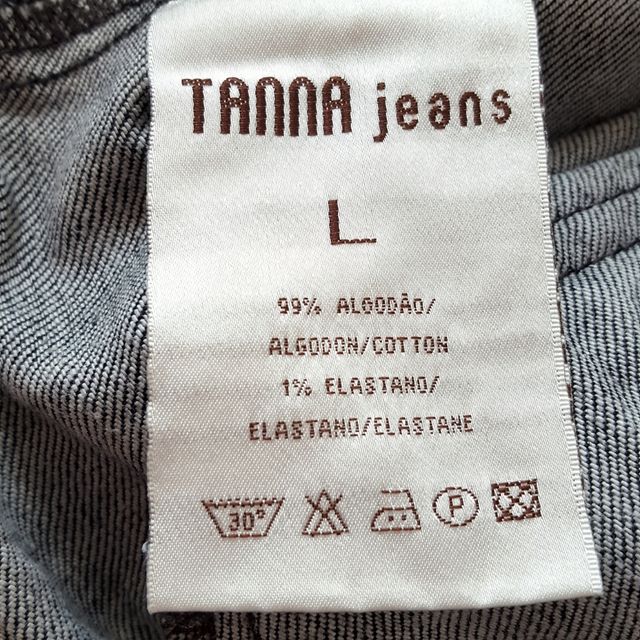 TANNA jeans
L
99% ALGODÃO/
ALGODON/COTTON
1% ELASTANO/
ELASTANO/ELASTANE
30° P